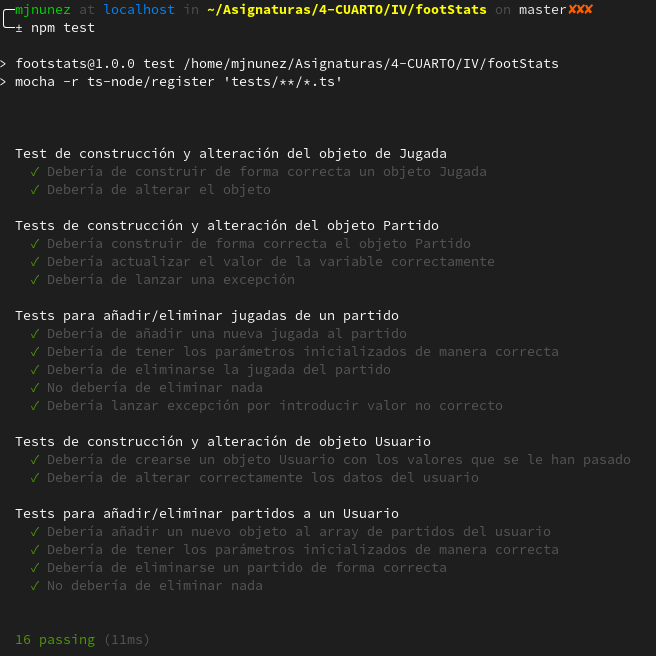 mjnunez at localhost in ~/Asignaturas/4-CUARTO/IV/footStats on master✘✘✘
± npm test
> footstats@1.0.0 test /home/mjnunez/Asignaturas/4-CUARTO/IV/footStats
> mocha -r ts-node/register 'tests/**/*.ts'
Test de construcción y alteración del objeto de Jugada
✓ Debería de construir de forma correcta un objeto Jugada
✓ Debería de alterar el objeto
Tests de construcción y alteración del objeto Partido
✓ Debería construir de forma correcta el objeto Partido
✓ Debería actualizar el valor de la variable correctamente
✓ Debería de lanzar una excepción
Tests para añadir/eliminar jugadas de un partido
✓ Debería de añadir una nueva jugada al partido
✓ Debería de tener los parámetros inicializados de manera correcta
✓ Debería de eliminarse la jugada del partido
✓ No debería de eliminar nada
✓ Debería lanzar excepción por introducir valor no correcto
Tests de construcción y alteración de objeto Usuario
✓ Debería de crearse un objeto Usuario con los valores que se le han pasado
✓ Debería de alterar correctamente los datos del usuario
Tests para añadir/eliminar partidos a un Usuario
✓ Debería añadir un nuevo objeto al array de partidos del usuario
✓ Debería de tener los parámetros inicializados de manera correcta
✓ Debería de eliminarse un partido de forma correcta
✓ No debería de eliminar nada
16 passing (11ms)